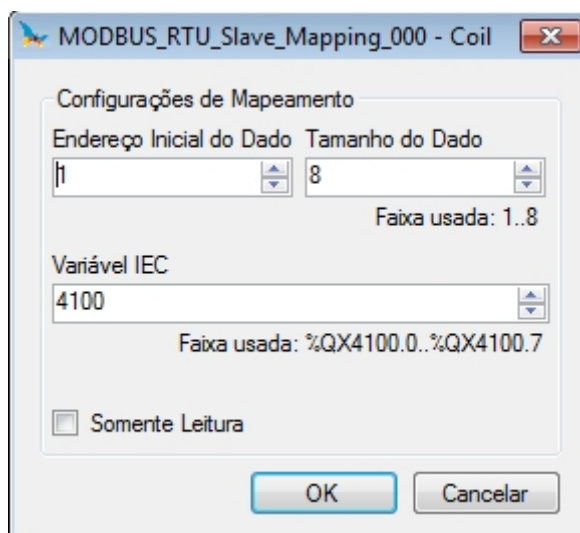 MODBUS_RTU_Slave_Mapping_000 - Coil
Configurações de Mapeamento
Endereço Inicial do Dado Tamanho do Dado
1 8
Faixa usada: 1..8
Variável IEC
4100
Faixa usada: %QX4100.0..%QX4100.7
Somente Leitura
OK Cancelar